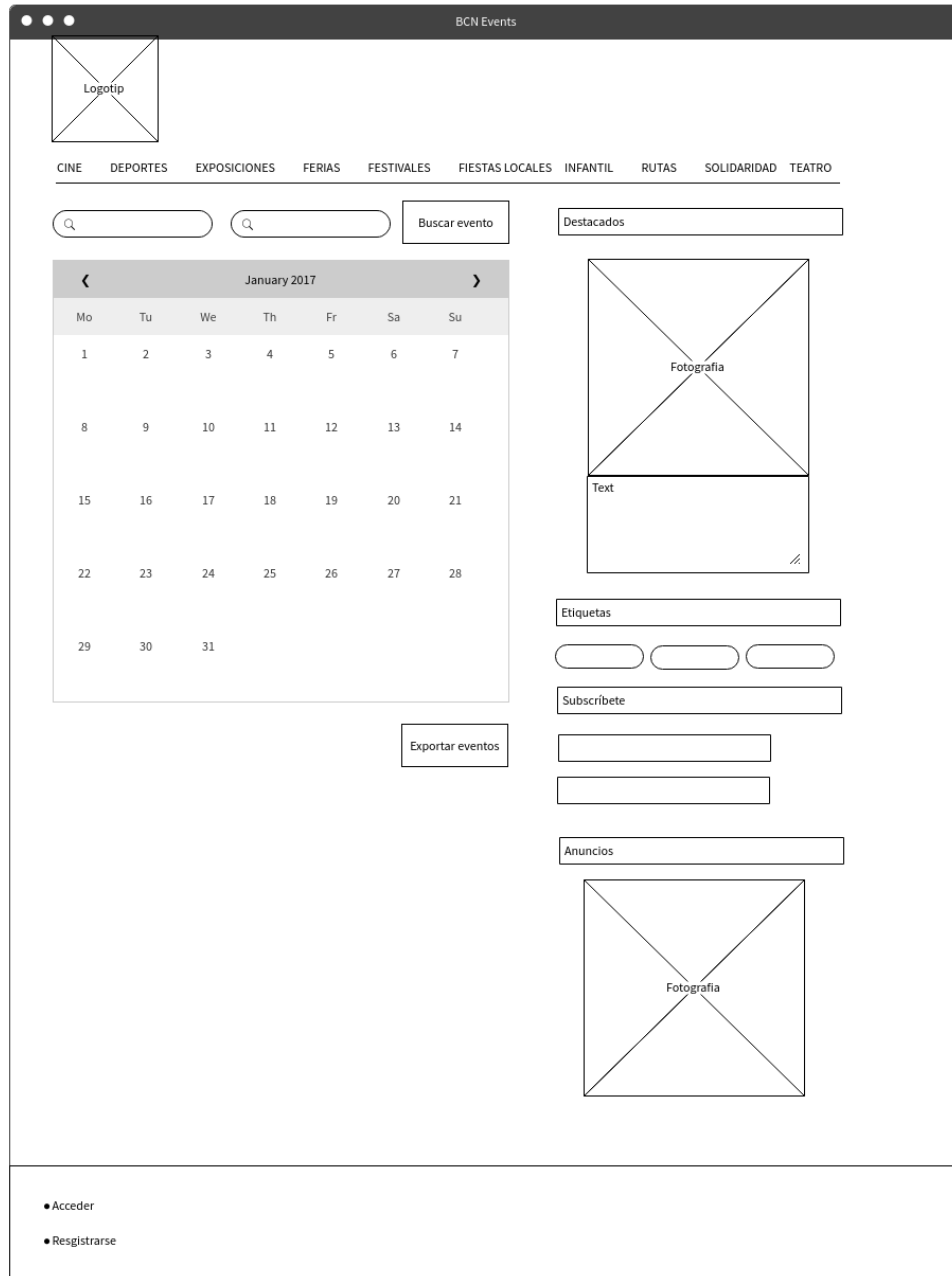 BCN Events
Logotip
CINE DEPORTES EXPOSICIONES FERIAS FESTIVALES FIESTAS LOCALES INFANTIL RUTAS SOLIDARIDAD TEATRO
Buscar evento
January 2017
Mo Tu We Th Fr Sa Su
1 2 3 4 5 6 7
8 9 10 11 12 13 14
15 16 17 18 19 20 21
22 23 24 25 26 27 28
29 30 31
Exportar eventos
Destacados
Fotografia
Text
Etiquetas
Subscríbete
Anuncios
Fotografia
Acceder
Resgistrarse